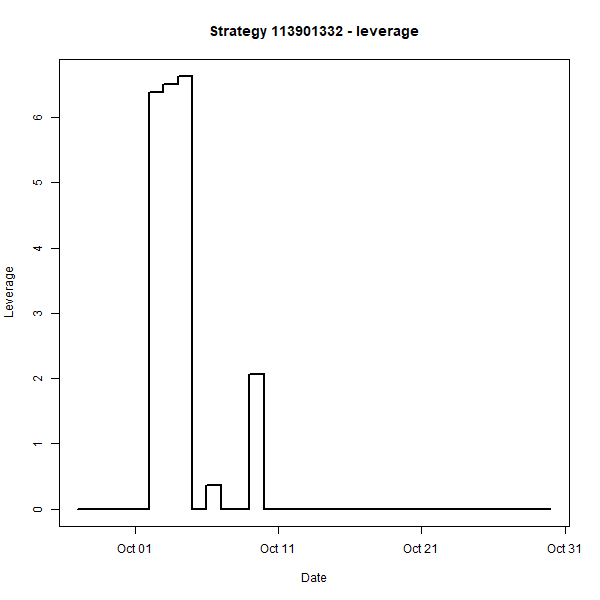 Strategy 113901332 - leverage
6
5
4
3
2
1
0
Leverage
Oct 01
Oct 11
Oct 21
Oct 31
Date